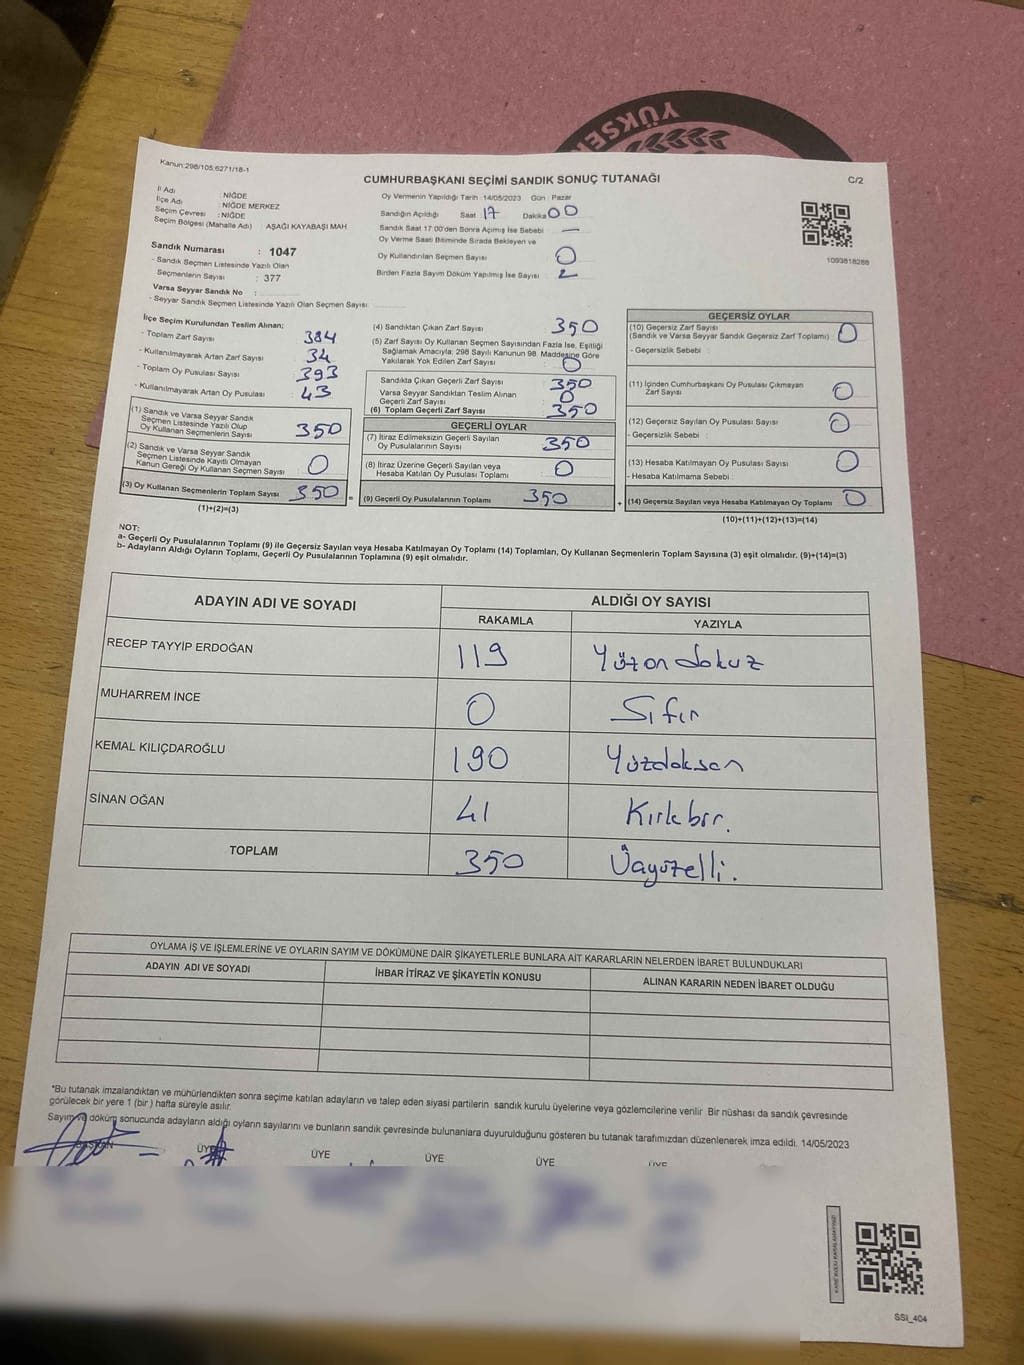 YÜKSE
Kanun:298/105;6271/18-1
CUMHURBAŞKANI SEÇİMİ SANDIK SONUÇ TUTANAĞI
C/2
İl Adı : NİĞDE
İlçe Adı : NİĞDE MERKEZ
Seçim Çevresi : NİĞDE
Seçim Bölgesi (Mahalle Adı) : AŞAĞI KAYABAŞI MAH
Sandık Numarası : 1047
- Sandık Seçmen Listesinde Yazılı Olan
Seçmenlerin Sayısı : 377
Varsa Seyyar Sandık No :
- Seyyar Sandık Seçmen Listesinde Yazılı Olan Seçmen Sayısı
Oy Vermenin Yapıldığı Tarih :14/05/2023 Gün : Pazar
Sandığın Açıldığı Saat 17 Dakika 00
Sandık Saat 17:00'den Sonra Açılmış İse Sebebi : —
Oy Verme Saati Bitiminde Sırada Bekleyen ve
Oy Kullandırılan Seçmen Sayısı : 0
Birden Fazla Sayım Döküm Yapılmış İse Sayısı : 2
1093818288
İlçe Seçim Kurulundan Teslim Alınan;
- Toplam Zarf Sayısı : 384
- Kullanılmayarak Artan Zarf Sayısı : 34
- Toplam Oy Pusulası Sayısı : 393
- Kullanılmayarak Artan Oy Pusulası : 43
(1) Sandık ve Varsa Seyyar Sandık
Seçmen Listesinde Yazılı Olup
Oy Kullanan Seçmenlerin Sayısı 350
(2) Sandık ve Varsa Seyyar Sandık
Seçmen Listesinde Kayıtlı Olmayan
Kanun Gereği Oy Kullanan Seçmen Sayısı 0
(3) Oy Kullanan Seçmenlerin Toplam Sayısı 350
(1)+(2)=(3)
(4) Sandıktan Çıkan Zarf Sayısı : 350
(5) Zarf Sayısı Oy Kullanan Seçmen Sayısından Fazla İse, Eşitliği
Sağlamak Amacıyla; 298 Sayılı Kanunun 98. Maddesine Göre
Yakılarak Yok Edilen Zarf Sayısı : 0
Sandıkta Çıkan Geçerli Zarf Sayısı : 350
Varsa Seyyar Sandıktan Teslim Alınan
Geçerli Zarf Sayısı : 0
(6) Toplam Geçerli Zarf Sayısı : 350
GEÇERLİ OYLAR
(7) İtiraz Edilmeksizin Geçerli Sayılan
Oy Pusulalarının Sayısı : 350
(8) İtiraz Üzerine Geçerli Sayılan veya
Hesaba Katılan Oy Pusulası Toplamı : 0
= (9) Geçerli Oy Pusulalarının Toplamı 350
GEÇERSİZ OYLAR
(10) Geçersiz Zarf Sayısı
(Sandık ve Varsa Seyyar Sandık Geçersiz Zarf Toplamı) : 0
- Geçersizlik Sebebi :
(11) İçinden Cumhurbaşkanı Oy Pusulası Çıkmayan
Zarf Sayısı : 0
(12) Geçersiz Sayılan Oy Pusulası Sayısı : 0
- Geçersizlik Sebebi :
(13) Hesaba Katılmayan Oy Pusulası Sayısı : 0
- Hesaba Katılmama Sebebi :
+ (14) Geçersiz Sayılan veya Hesaba Katılmayan Oy Toplamı 0
(10)+(11)+(12)+(13)=(14)
NOT:
a- Geçerli Oy Pusulalarının Toplamı (9) ile Geçersiz Sayılan veya Hesaba Katılmayan Oy Toplamı (14) Toplamları, Oy Kullanan Seçmenlerin Toplam Sayısına (3) eşit olmalıdır. (9)+(14)=(3)
b- Adayların Aldığı Oyların Toplamı, Geçerli Oy Pusulalarının Toplamına (9) eşit olmalıdır.
ADAYIN ADI VE SOYADI
ALDIĞI OY SAYISI
RAKAMLA YAZIYLA
RECEP TAYYİP ERDOĞAN 119 Yüzondokuz
MUHARREM İNCE 0 Sıfır
KEMAL KILIÇDAROĞLU 190 Yüzdoksan
SİNAN OĞAN 41 Kırkbir.
TOPLAM 350 Üçyüzelli.
OYLAMA İŞ VE İŞLEMLERİNE VE OYLARIN SAYIM VE DÖKÜMÜNE DAİR ŞİKAYETLERLE BUNLARA AİT KARARLARIN NELERDEN İBARET BULUNDUKLARI
ADAYIN ADI VE SOYADI İHBAR İTİRAZ VE ŞİKAYETİN KONUSU ALINAN KARARIN NEDEN İBARET OLDUĞU
*Bu tutanak imzalandıktan ve mühürlendikten sonra seçime katılan adayların ve talep eden siyasi partilerin sandık kurulu üyelerine veya gözlemcilerine verilir. Bir nüshası da sandık çevresinde
görülecek bir yere 1 (bir ) hafta süreyle asılır.
Sayım ve döküm sonucunda adayların aldığı oyların sayılarını ve bunların sandık çevresinde bulunanlara duyurulduğunu gösteren bu tutanak tarafımızdan düzenlenerek imza edildi. 14/05/2023
BAŞKAN ÜYE ÜYE ÜYE ÜYE ÜYE
SSI_404